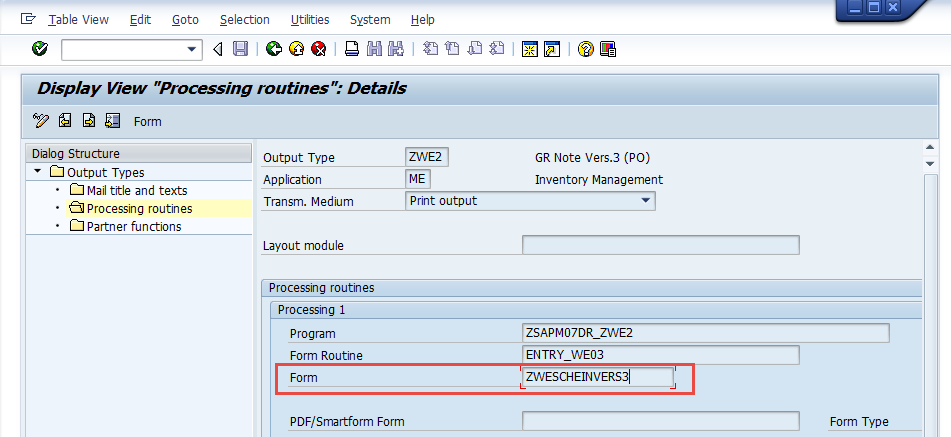 Table View Edit Goto Selection Utilities System Help
Display View "Processing routines": Details
Form
Dialog Structure
Output Types
Mail title and texts
Processing routines
Partner functions
Output Type ZWE2 GR Note Vers.3 (PO)
Application ME Inventory Management
Transm. Medium Print output
Layout module
Processing routines
Processing 1
Program ZSAPM07DR_ZWE2
Form Routine ENTRY_WE03
Form ZWESCHEINVERS3
PDF/Smartform Form Form Type